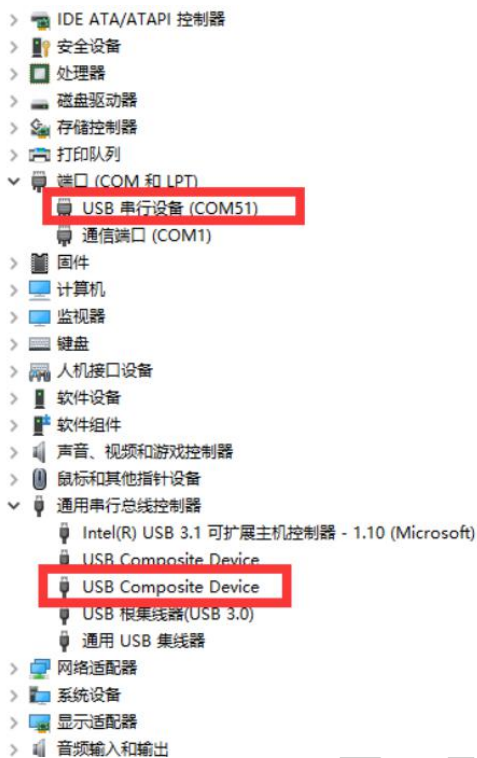 IDE ATA/ATAPI 控制器
安全设备
处理器
磁盘驱动器
存储控制器
打印队列
端口 (COM 和 LPT)
USB 串行设备 (COM51)
通信端口 (COM1)
固件
计算机
监视器
键盘
人机接口设备
软件设备
软件组件
声音、视频和游戏控制器
鼠标和其他指针设备
通用串行总线控制器
Intel(R) USB 3.1 可扩展主机控制器 - 1.10 (Microsoft)
USB Composite Device
USB Composite Device
USB 根集线器(USB 3.0)
通用 USB 集线器
网络适配器
系统设备
显示适配器
音频输入和输出